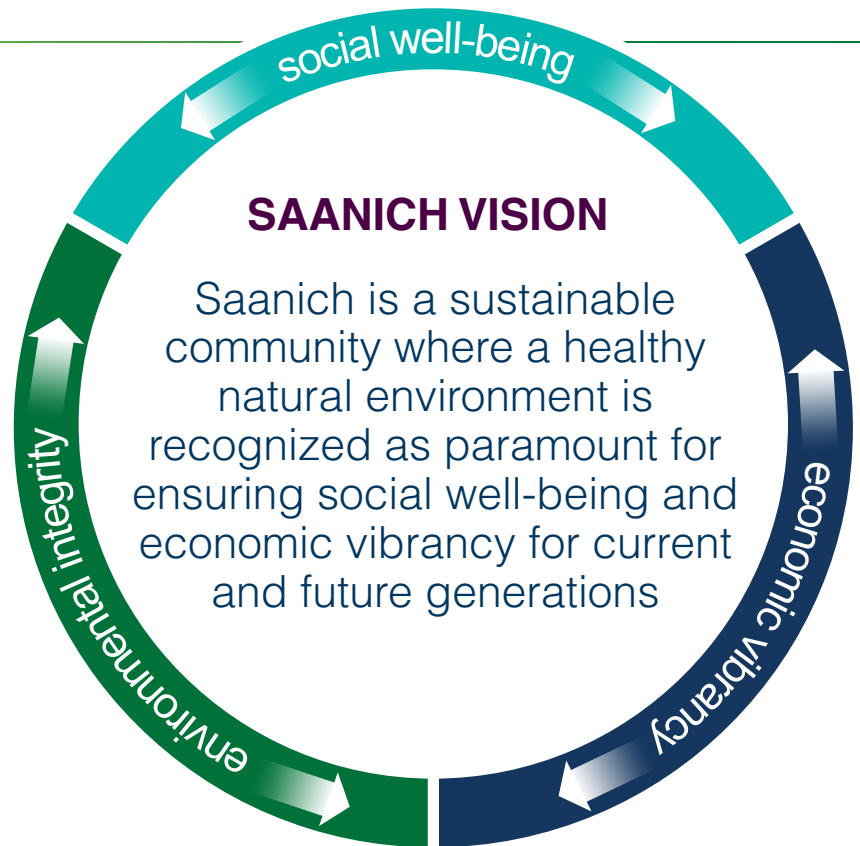 social well-being
SAANICH VISION
Saanich is a sustainable
community where a healthy
natural environment is
recognized as paramount for
ensuring social well-being and
economic vibrancy for current
and future generations
environmental integrity
economic vibrancy